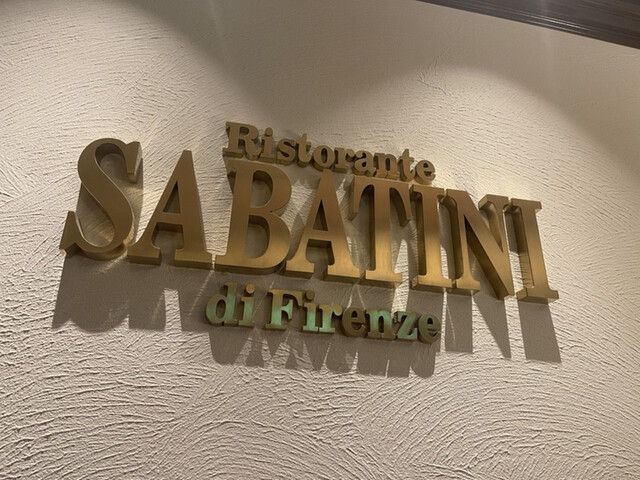 Ristorante
SABATINI
di Firenze